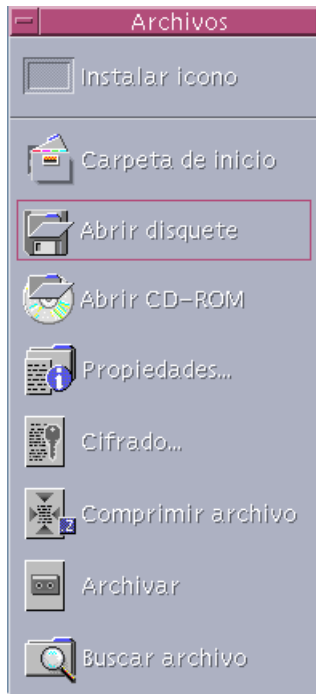 Archivos
Instalar icono
Carpeta de inicio
Abrir disquete
Abrir CD-ROM
Propiedades...
Cifrado...
Comprimir archivo
.Z
Archivar
Buscar archivo